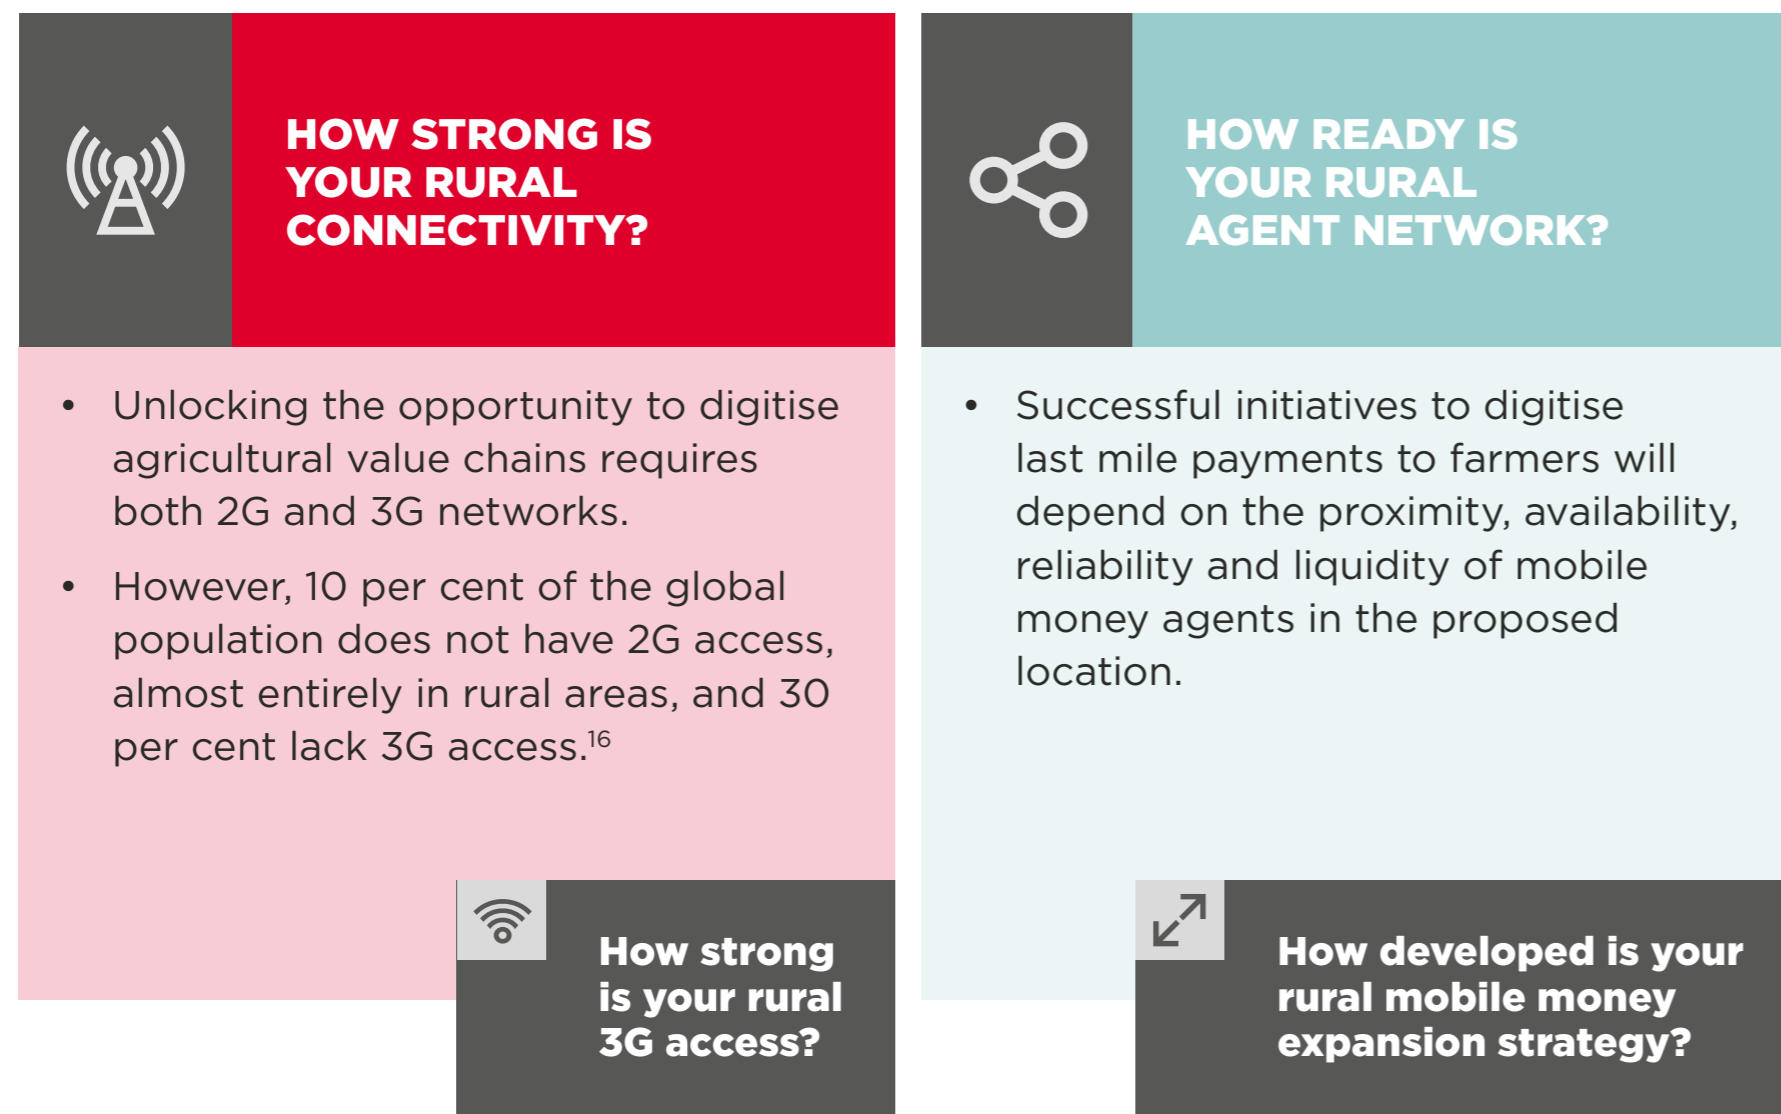 HOW STRONG IS
YOUR RURAL
CONNECTIVITY?
• Unlocking the opportunity to digitise
agricultural value chains requires
both 2G and 3G networks.
• However, 10 per cent of the global
population does not have 2G access,
almost entirely in rural areas, and 30
per cent lack 3G access.16
How strong
is your rural
3G access?
HOW READY IS
YOUR RURAL
AGENT NETWORK?
• Successful initiatives to digitise
last mile payments to farmers will
depend on the proximity, availability,
reliability and liquidity of mobile
money agents in the proposed
location.
How developed is your
rural mobile money
expansion strategy?